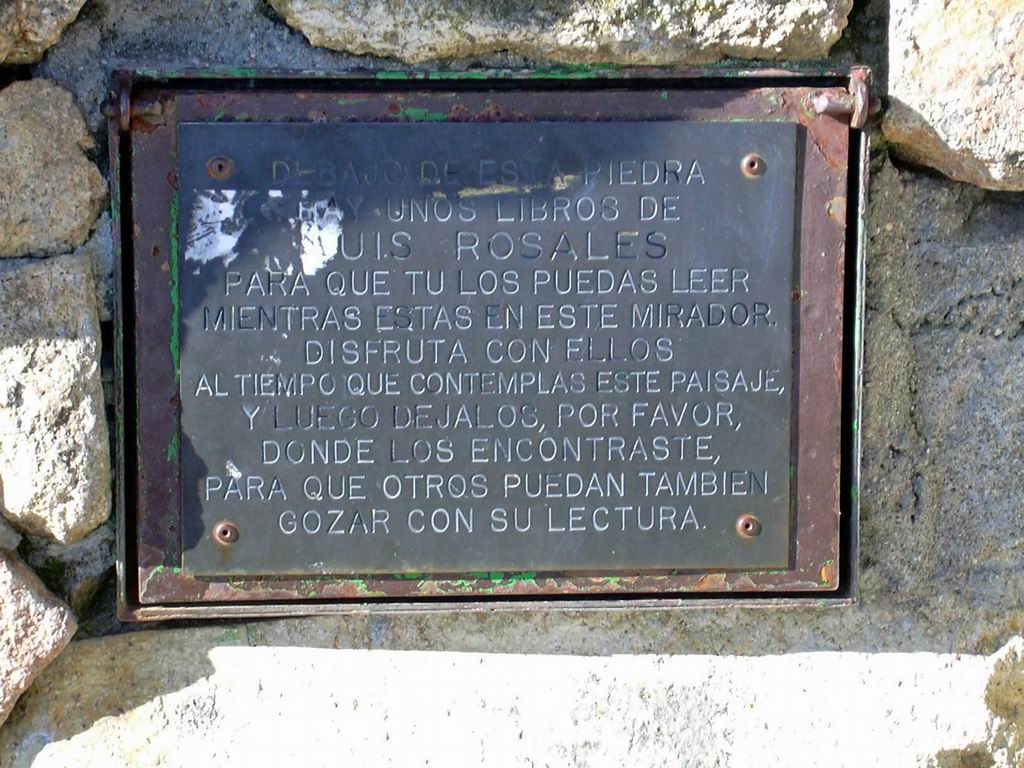 DEBAJO DE ESTA PIEDRA
HAY UNOS LIBROS DE
LUIS ROSALES
PARA QUE TU LOS PUEDAS LEER
MIENTRAS ESTAS EN ESTE MIRADOR.
DISFRUTA CON ELLOS
AL TIEMPO QUE CONTEMPLAS ESTE PAISAJE,
Y LUEGO DEJALOS, POR FAVOR,
DONDE LOS ENCONTRASTE,
PARA QUE OTROS PUEDAN TAMBIEN
GOZAR CON SU LECTURA.